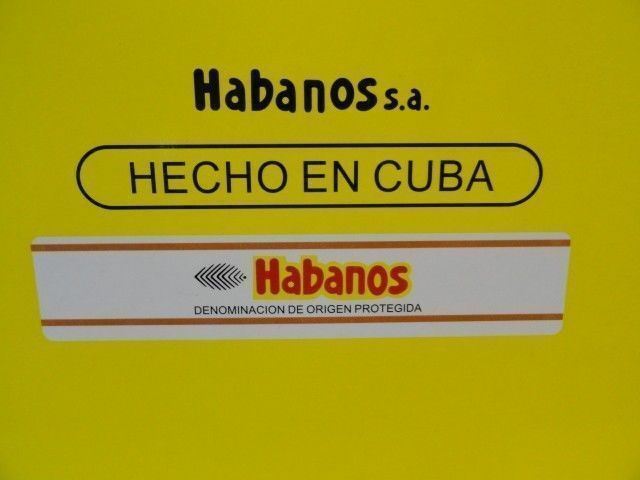 Habanos s.a.
HECHO EN CUBA
Habanos
DENOMINACION DE ORIGEN PROTEGIDA